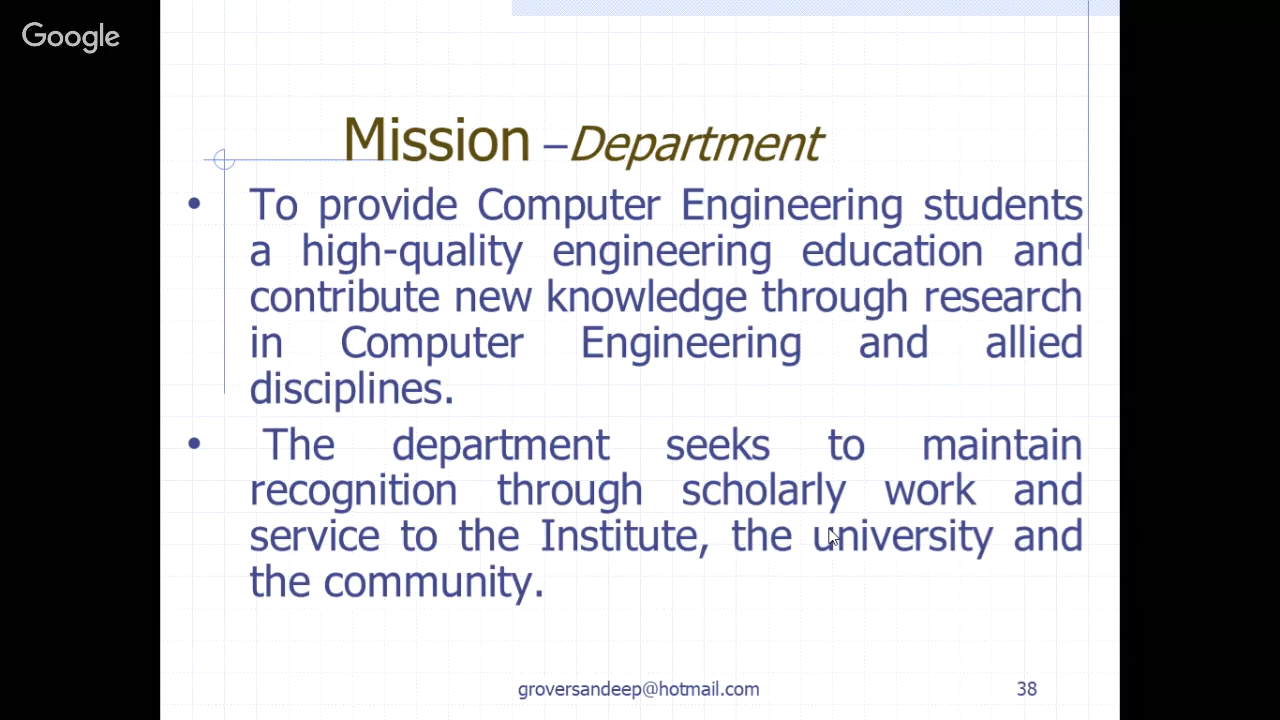 Google
Mission –Department
• To provide Computer Engineering students
a high-quality engineering education and
contribute new knowledge through research
in Computer Engineering and allied
disciplines.
• The department seeks to maintain
recognition through scholarly work and
service to the Institute, the university and
the community.
groversandeep@hotmail.com 38